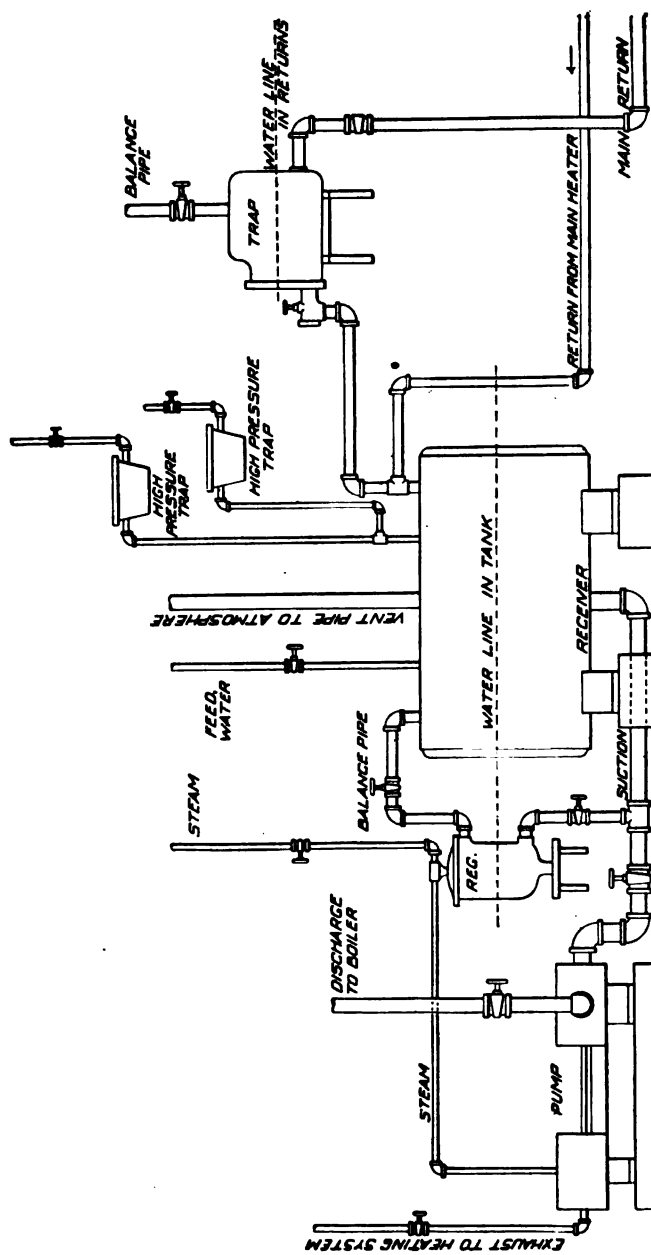 BALANCE
PIPE
WATER LINE
IN RETURNS
TRAP
HIGH
PRESSURE
TRAP
HIGH PRESSURE
TRAP
RETURN FROM MAIN HEATER
MAIN RETURN
VENT PIPE TO ATMOSPHERE
FEED
WATER
WATER LINE IN TANK
RECEIVER
STEAM
BALANCE PIPE
REG.
SUCTION
DISCHARGE
TO BOILER
STEAM
PUMP
EXHAUST TO HEATING SYSTEM